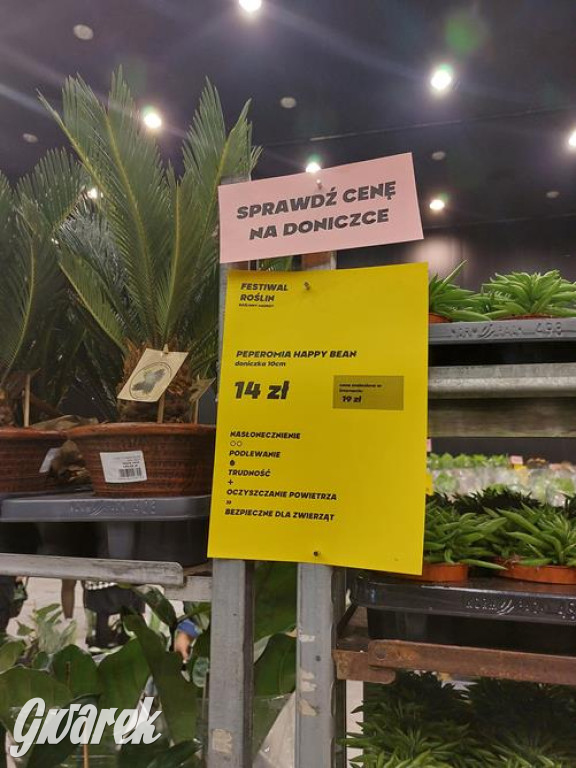 SPRAWDŹ CENĘ
NA DONICZCE
FESTIWAL
ROŚLIN
PEPEROMIA HAPPY BEAN
doniczka 10cm
14 zł
19 zł
NASŁONECZNIENIE
PODLEWANIE
TRUDNOŚĆ
+
OCZYSZCZANIE POWIETRZA
»
BEZPIECZNE DLA ZWIERZĄT
Gwarek